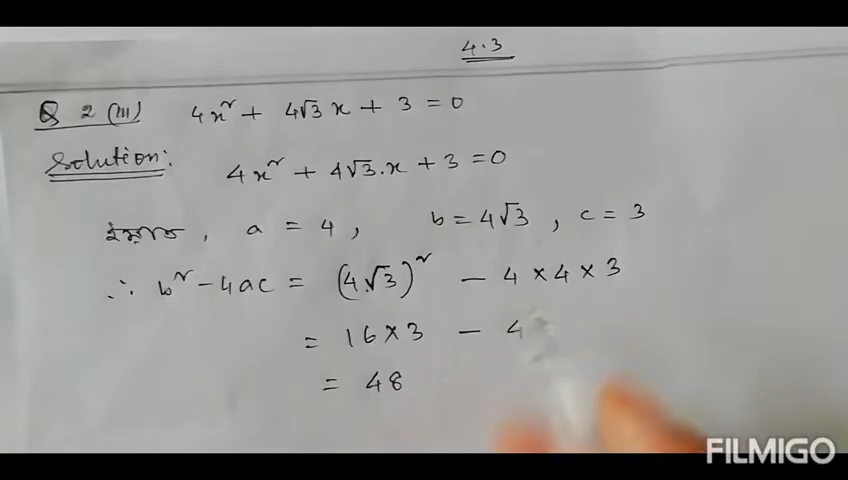 4.3
Q 2 (III) 4x² + 4√3 x + 3 = 0
Solution:
4x² + 4√3.x + 3 = 0
ইয়াত, a = 4, b = 4√3, c = 3
∴ b² - 4ac = (4√3)² - 4 × 4 × 3
= 16 × 3 - 4
= 48
FILMIGO